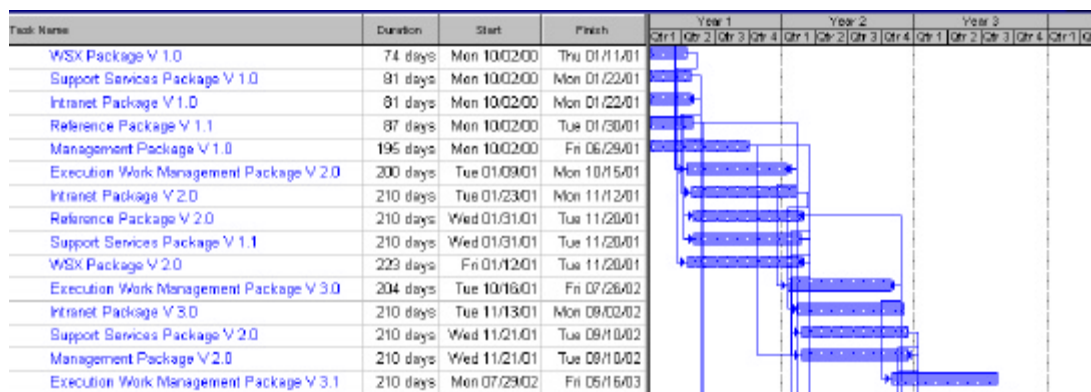 Year 1 Year 2 Year 3
Task Name Duration Start Finish Qtr 1 Qtr 2 Qtr 3 Qtr 4 Qtr 1 Qtr 2 Qtr 3 Qtr 4 Qtr 1 Qtr 2 Qtr 3 Qtr 4 Qtr 1 Q
WSX Package V 1.0 74 days Mon 10/02/00 Thu 01/11/01
Support Services Package V 1.0 81 days Mon 10/02/00 Mon 01/22/01
Intranet Package V 1.0 81 days Mon 10/02/00 Mon 01/22/01
Reference Package V 1.1 87 days Mon 10/02/00 Tue 01/30/01
Management Package V 1.0 195 days Mon 10/02/00 Fri 06/29/01
Execution Work Management Package V 2.0 200 days Tue 01/09/01 Mon 10/15/01
Intranet Package V 2.0 210 days Tue 01/23/01 Mon 11/12/01
Reference Package V 2.0 210 days Wed 01/31/01 Tue 11/20/01
Support Services Package V 1.1 210 days Wed 01/31/01 Tue 11/20/01
WSX Package V 2.0 223 days Fri 01/12/01 Tue 11/20/01
Execution Work Management Package V 3.0 204 days Tue 10/16/01 Fri 07/26/02
Intranet Package V 3.0 210 days Tue 11/13/01 Mon 09/02/02
Support Services Package V 2.0 210 days Wed 11/21/01 Tue 09/10/02
Management Package V 2.0 210 days Wed 11/21/01 Tue 09/10/02
Execution Work Management Package V 3.1 210 days Mon 07/29/02 Fri 05/16/03